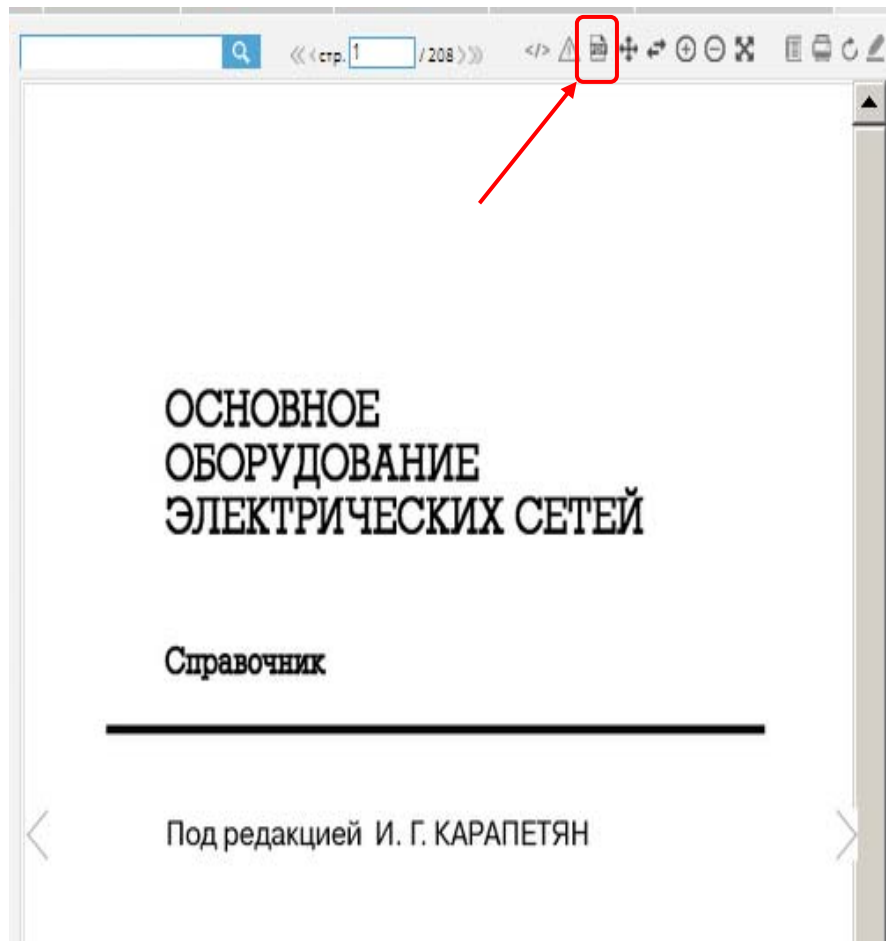 стр. 1 / 208
</>
ОСНОВНОЕ
ОБОРУДОВАНИЕ
ЭЛЕКТРИЧЕСКИХ СЕТЕЙ
Справочник
Под редакцией И. Г. КАРАПЕТЯН